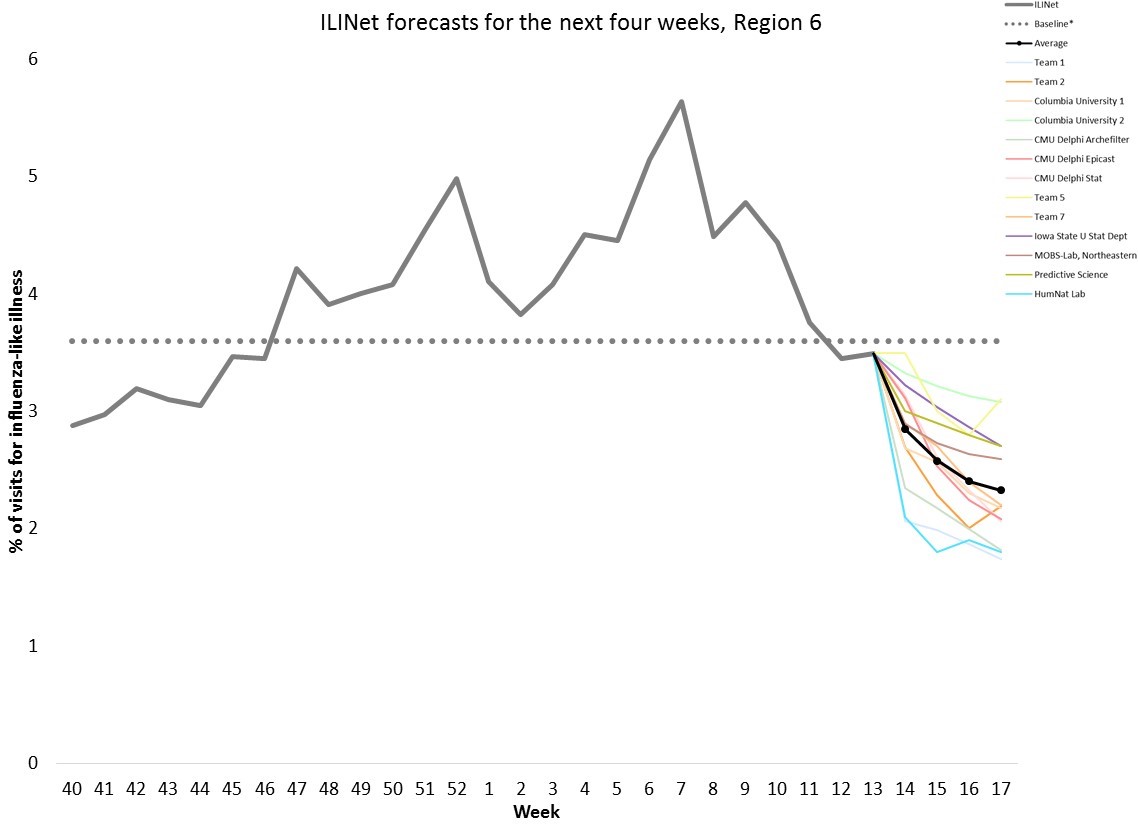 ILINet forecasts for the next four weeks, Region 6
ILINet
Baseline*
Average
Team 1
Team 2
Columbia University 1
Columbia University 2
CMU Delphi Archefilter
CMU Delphi Epicast
CMU Delphi Stat
Team 5
Team 7
Iowa State U Stat Dept
MOBS-Lab, Northeastern
Predictive Science
HumNat Lab
% of visits for influenza-like illness
6
5
4
3
2
1
0
40 41 42 43 44 45 46 47 48 49 50 51 52 1 2 3 4 5 6 7 8 9 10 11 12 13 14 15 16 17
Week